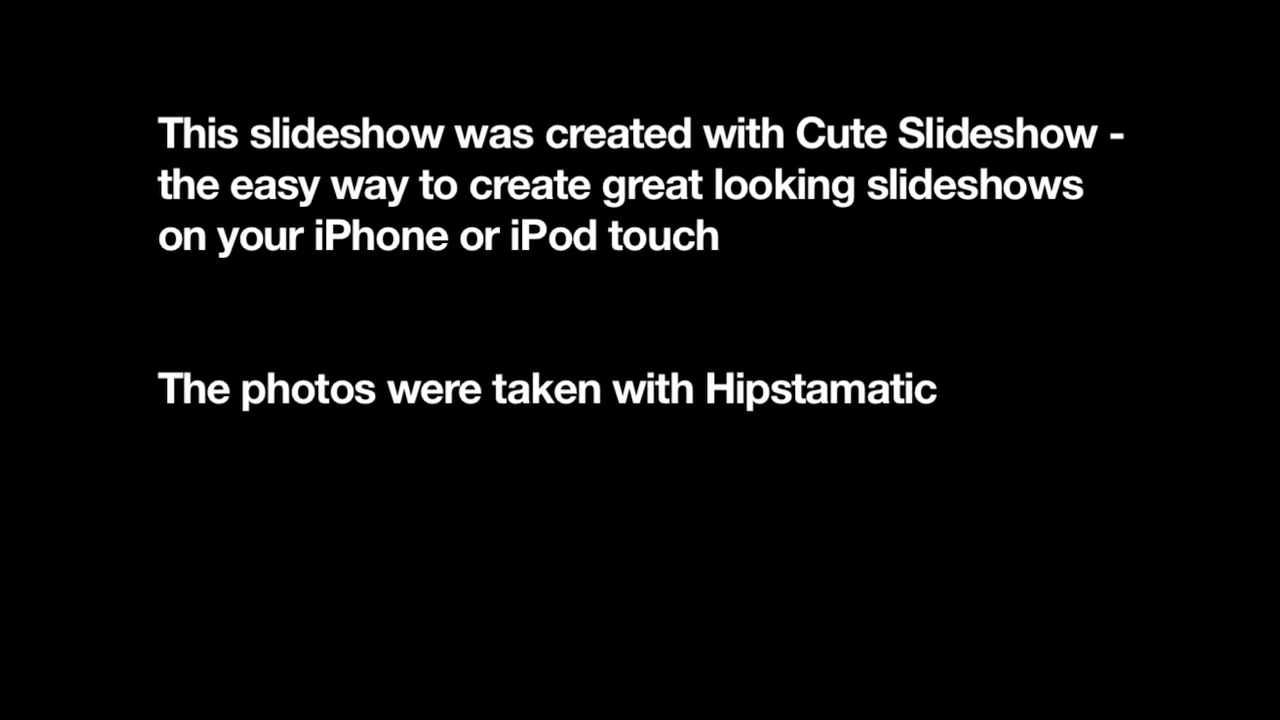 This slideshow was created with Cute Slideshow -
the easy way to create great looking slideshows
on your iPhone or iPod touch
The photos were taken with Hipstamatic